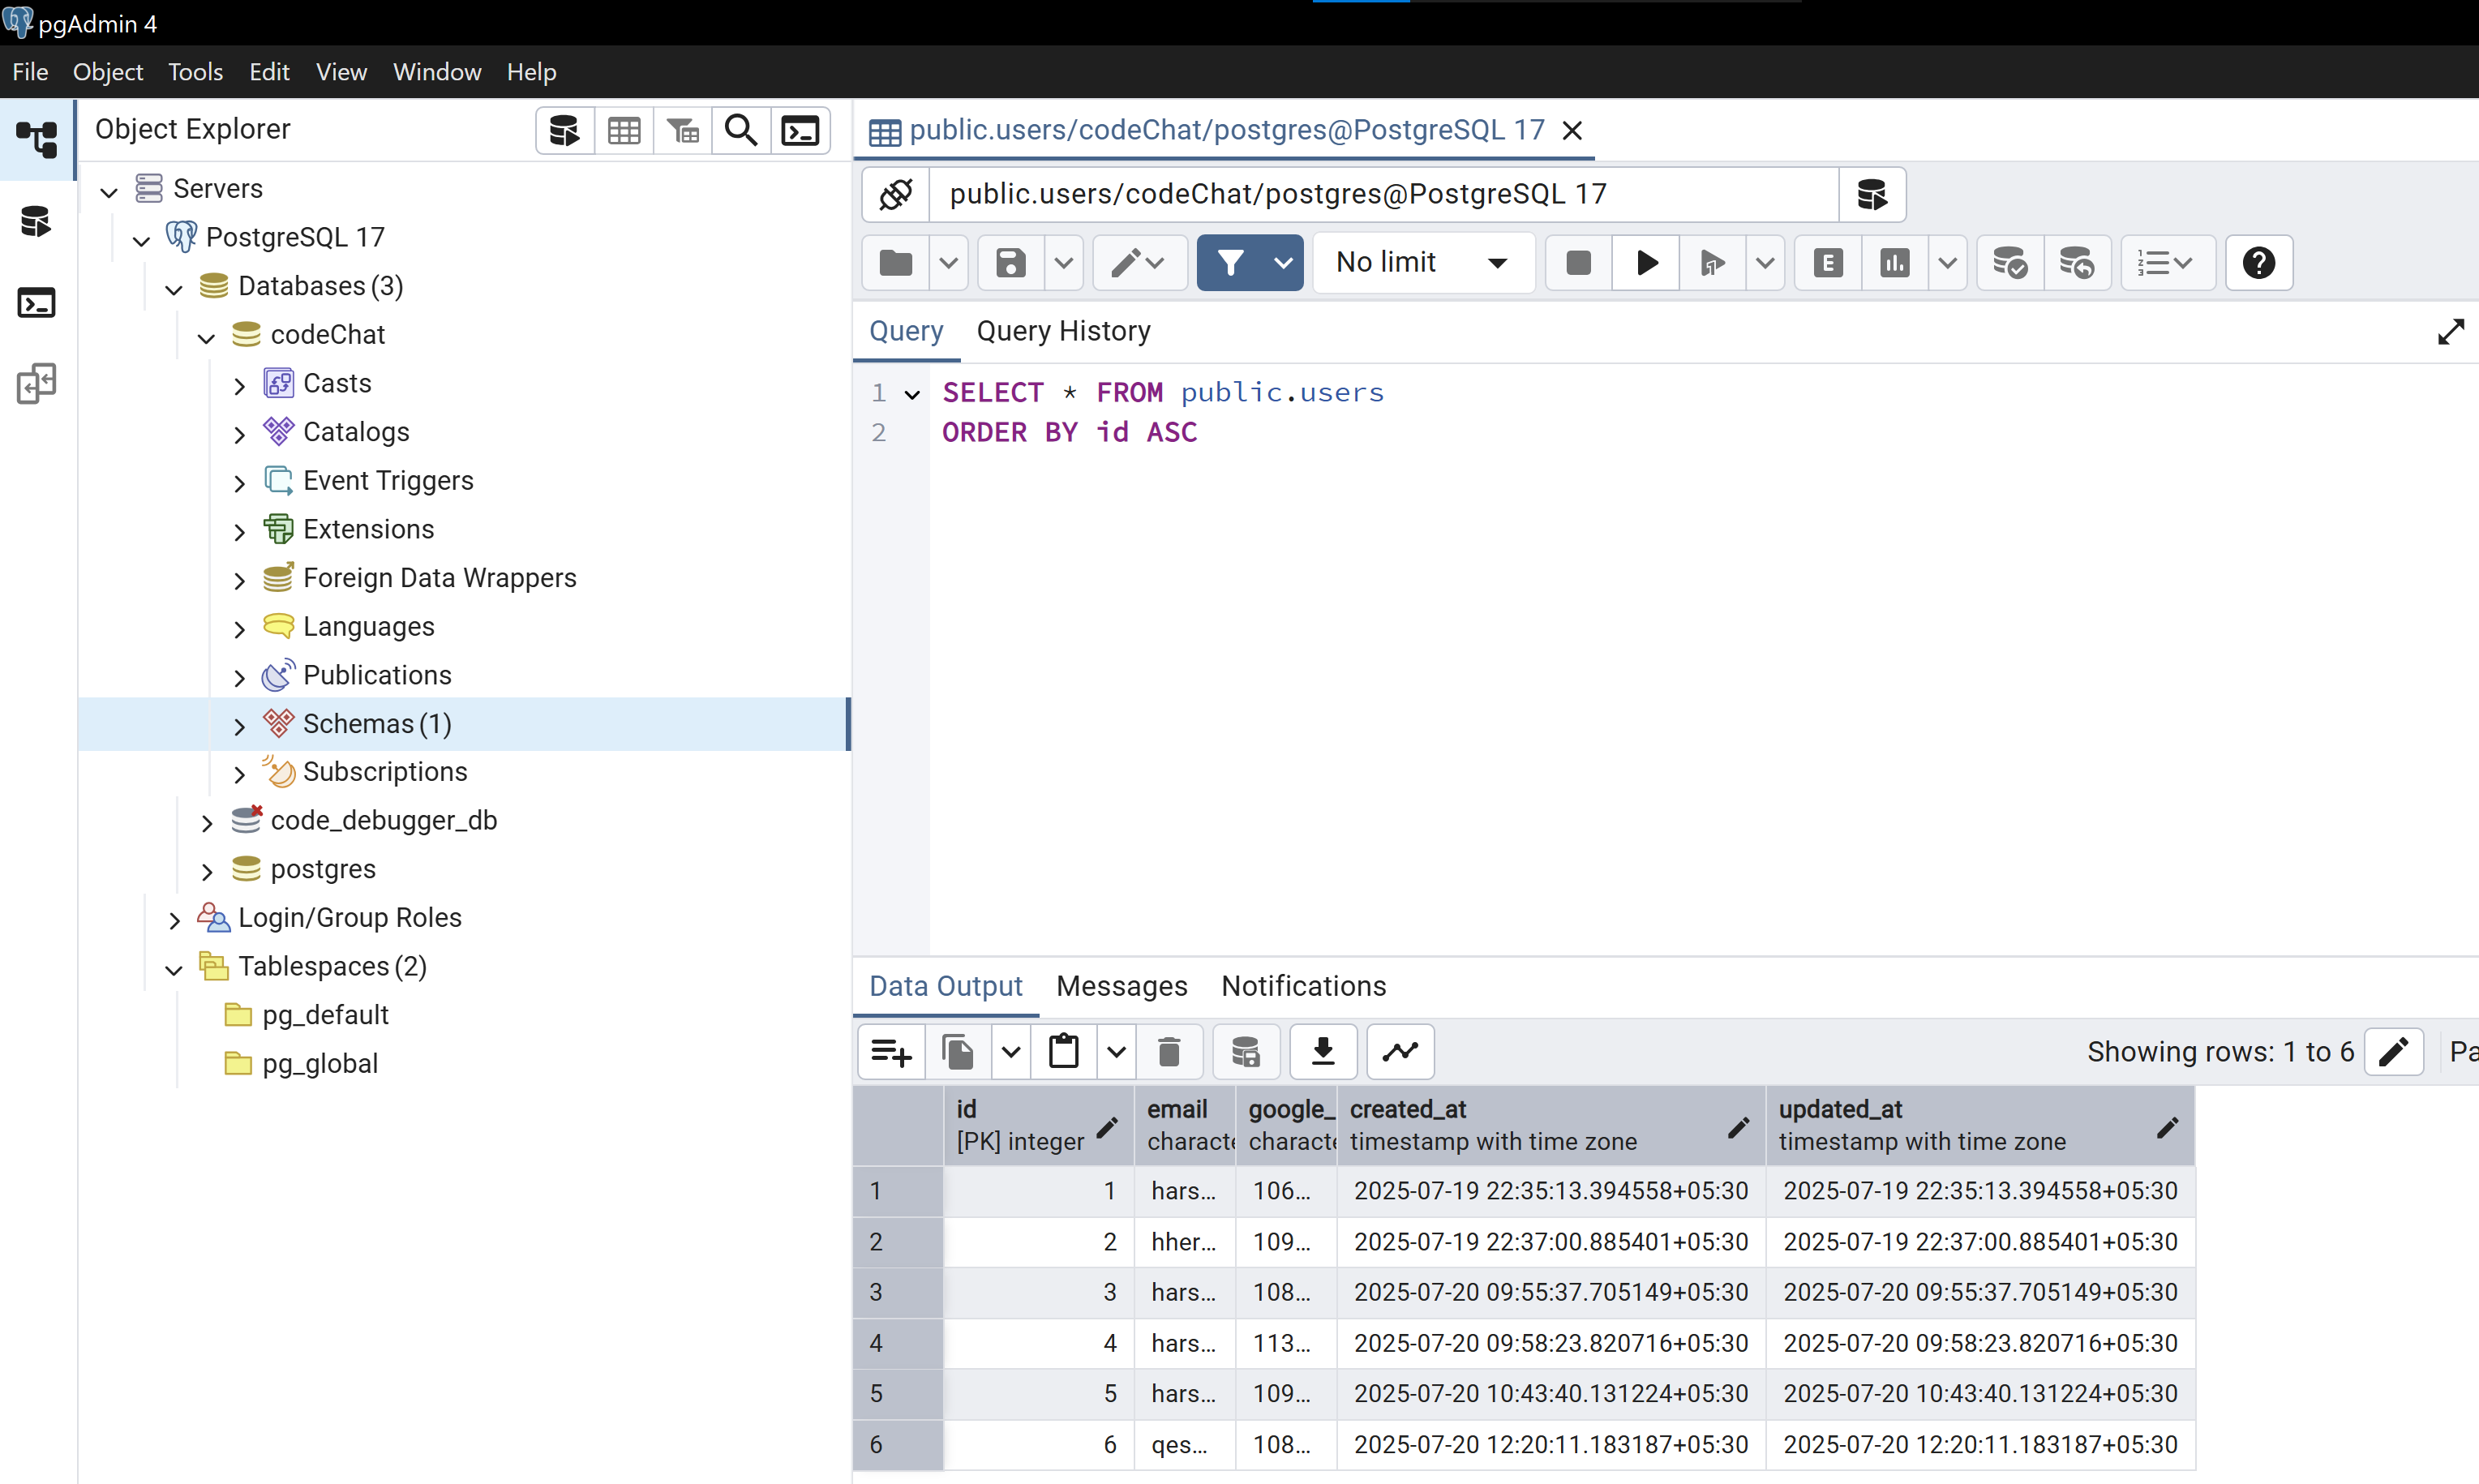 pgAdmin 4
File Object Tools Edit View Window Help
Object Explorer
Servers
PostgreSQL 17
Databases (3)
codeChat
Casts
Catalogs
Event Triggers
Extensions
Foreign Data Wrappers
Languages
Publications
Schemas (1)
Subscriptions
code_debugger_db
postgres
Login/Group Roles
Tablespaces (2)
pg_default
pg_global
public.users/codeChat/postgres@PostgreSQL 17
public.users/codeChat/postgres@PostgreSQL 17
No limit
E
Query Query History
1 SELECT * FROM public.users
2 ORDER BY id ASC
Data Output Messages Notifications
Showing rows: 1 to 6 Pa
id email google_ created_at updated_at
[PK] integer characte characte timestamp with time zone timestamp with time zone
1 1 hars... 106... 2025-07-19 22:35:13.394558+05:30 2025-07-19 22:35:13.394558+05:30
2 2 hher... 109... 2025-07-19 22:37:00.885401+05:30 2025-07-19 22:37:00.885401+05:30
3 3 hars... 108... 2025-07-20 09:55:37.705149+05:30 2025-07-20 09:55:37.705149+05:30
4 4 hars... 113... 2025-07-20 09:58:23.820716+05:30 2025-07-20 09:58:23.820716+05:30
5 5 hars... 109... 2025-07-20 10:43:40.131224+05:30 2025-07-20 10:43:40.131224+05:30
6 6 qes... 108... 2025-07-20 12:20:11.183187+05:30 2025-07-20 12:20:11.183187+05:30